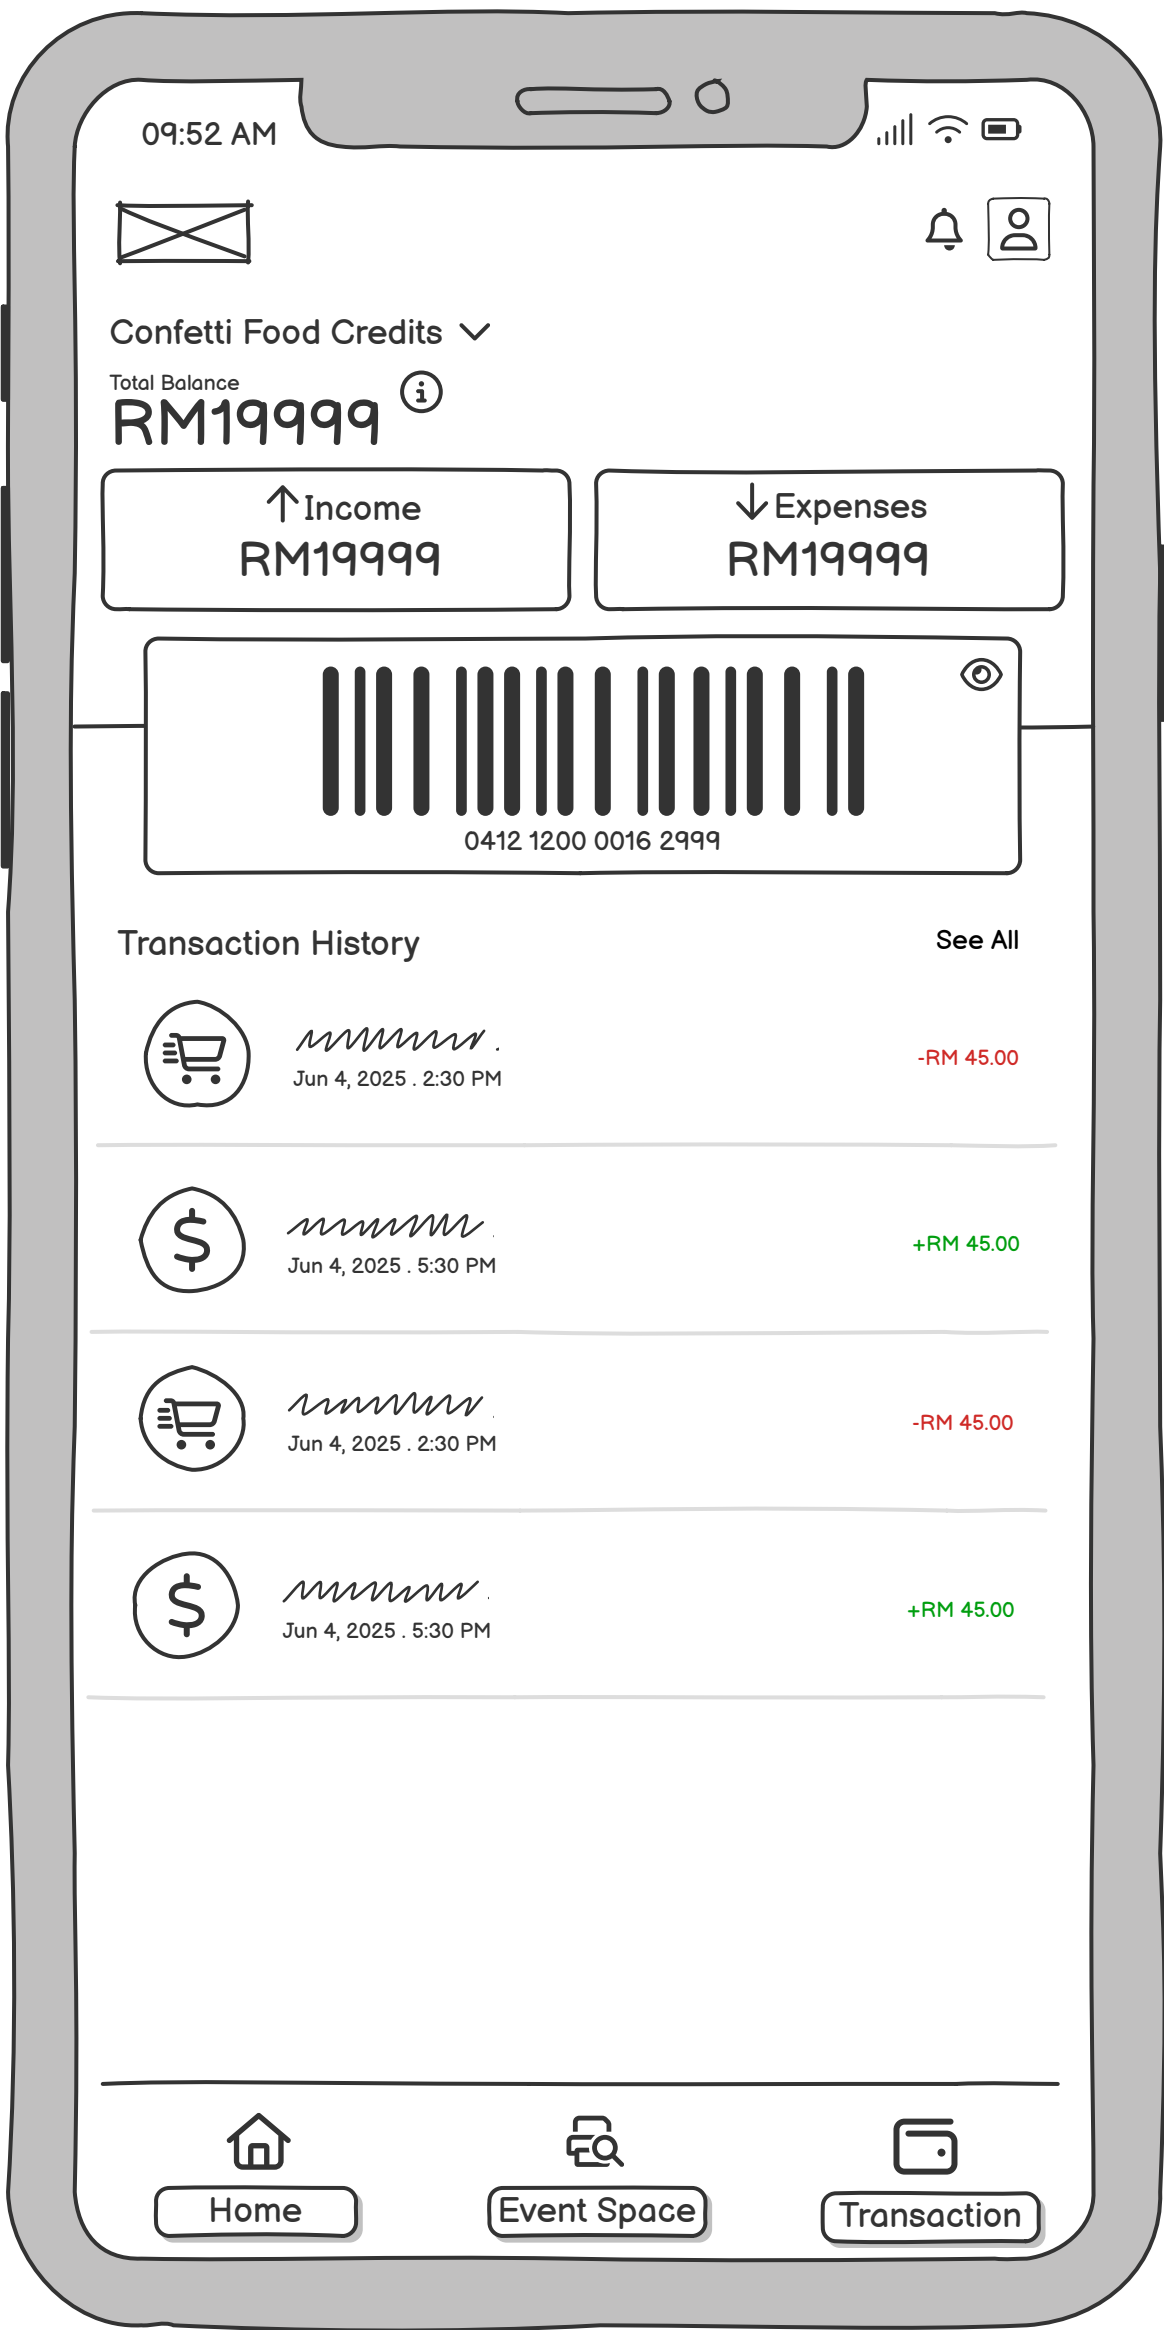 09:52 AM
Confetti Food Credits
Total Balance
RM19999
Income
RM19999
Expenses
RM19999
0412 1200 0016 2999
Transaction History
See All
Jun 4, 2025 . 2:30 PM
-RM 45.00
Jun 4, 2025 . 5:30 PM
+RM 45.00
Jun 4, 2025 . 2:30 PM
-RM 45.00
Jun 4, 2025 . 5:30 PM
+RM 45.00
Home
Event Space
Transaction